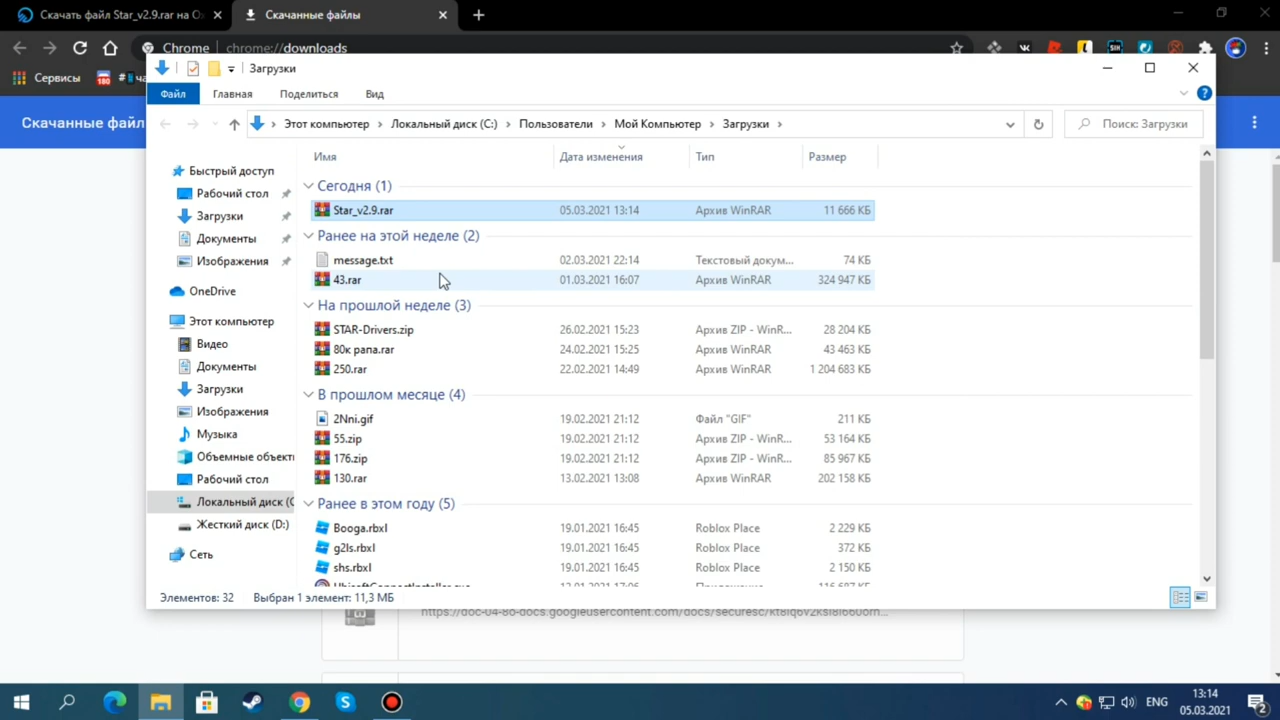 Скачать файл Star_v2.9.rar на Ox
Скачанные файлы
Chrome chrome://downloads
Сервисы
180
Скачанные файл
Загрузки
Файл Главная Поделиться Вид
Этот компьютер Локальный диск (C:) Пользователи Мой Компьютер Загрузки
Поиск: Загрузки
Имя Дата изменения Тип Размер
Быстрый доступ
Рабочий стол
Загрузки
Документы
Изображения
OneDrive
Этот компьютер
Видео
Документы
Загрузки
Изображения
Музыка
Объемные объект
Рабочий стол
Локальный диск (C
Жесткий диск (D:)
Сеть
Сегодня (1)
Star_v2.9.rar 05.03.2021 13:14 Архив WinRAR 11 666 КБ
Ранее на этой неделе (2)
message.txt 02.03.2021 22:14 Текстовый докум... 74 КБ
43.rar 01.03.2021 16:07 Архив WinRAR 324 947 КБ
На прошлой неделе (3)
STAR-Drivers.zip 26.02.2021 15:23 Архив ZIP - WinR... 28 204 КБ
80к рапа.rar 24.02.2021 15:25 Архив WinRAR 43 463 КБ
250.rar 22.02.2021 14:49 Архив WinRAR 1 204 683 КБ
В прошлом месяце (4)
2Nni.gif 19.02.2021 21:12 Файл "GIF" 211 КБ
55.zip 19.02.2021 21:12 Архив ZIP - WinR... 53 164 КБ
176.zip 19.02.2021 21:12 Архив ZIP - WinR... 85 967 КБ
130.rar 13.02.2021 13:08 Архив WinRAR 202 158 КБ
Ранее в этом году (5)
Booga.rbxl 19.01.2021 16:45 Roblox Place 2 229 КБ
g2ls.rbxl 19.01.2021 16:45 Roblox Place 372 КБ
shs.rbxl 19.01.2021 16:45 Roblox Place 2 150 КБ
Элементов: 32 Выбран 1 элемент: 11,3 МБ
ENG
13:14
05.03.2021
2